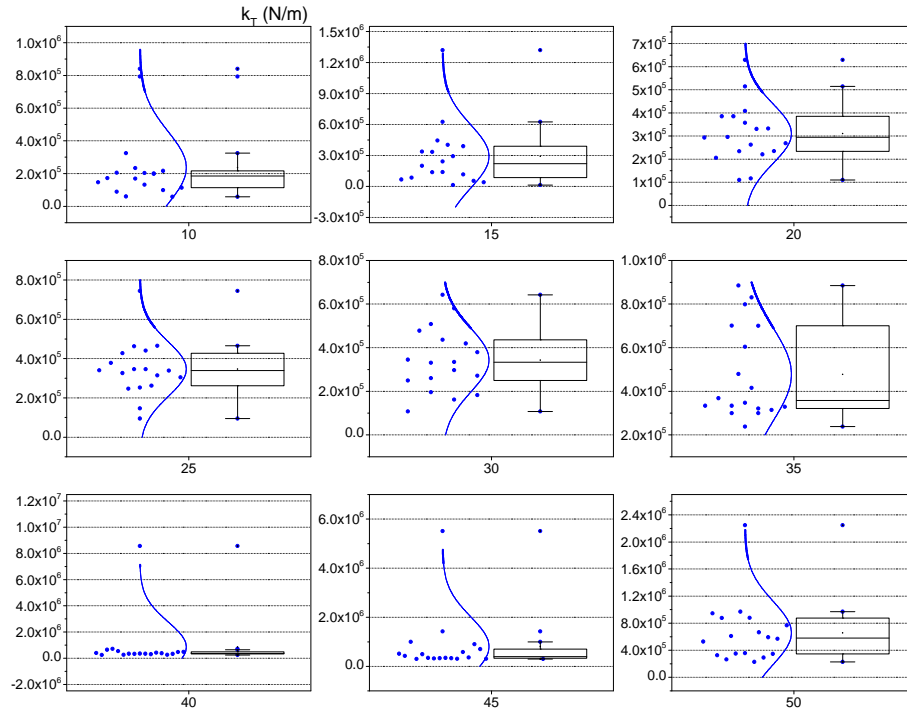 k_T (N/m)
1.0x10^6
8.0x10^5
6.0x10^5
4.0x10^5
2.0x10^5
0.0
10
1.5x10^6
1.2x10^6
9.0x10^5
6.0x10^5
3.0x10^5
0.0
-3.0x10^5
15
7x10^5
6x10^5
5x10^5
4x10^5
3x10^5
2x10^5
1x10^5
0
20
8.0x10^5
6.0x10^5
4.0x10^5
2.0x10^5
0.0
25
8.0x10^5
6.0x10^5
4.0x10^5
2.0x10^5
0.0
30
1.0x10^6
8.0x10^5
6.0x10^5
4.0x10^5
2.0x10^5
35
1.2x10^7
1.0x10^7
8.0x10^6
6.0x10^6
4.0x10^6
2.0x10^6
0.0
-2.0x10^6
40
6.0x10^6
4.0x10^6
2.0x10^6
0.0
45
2.4x10^6
2.0x10^6
1.6x10^6
1.2x10^6
8.0x10^5
4.0x10^5
0.0
50